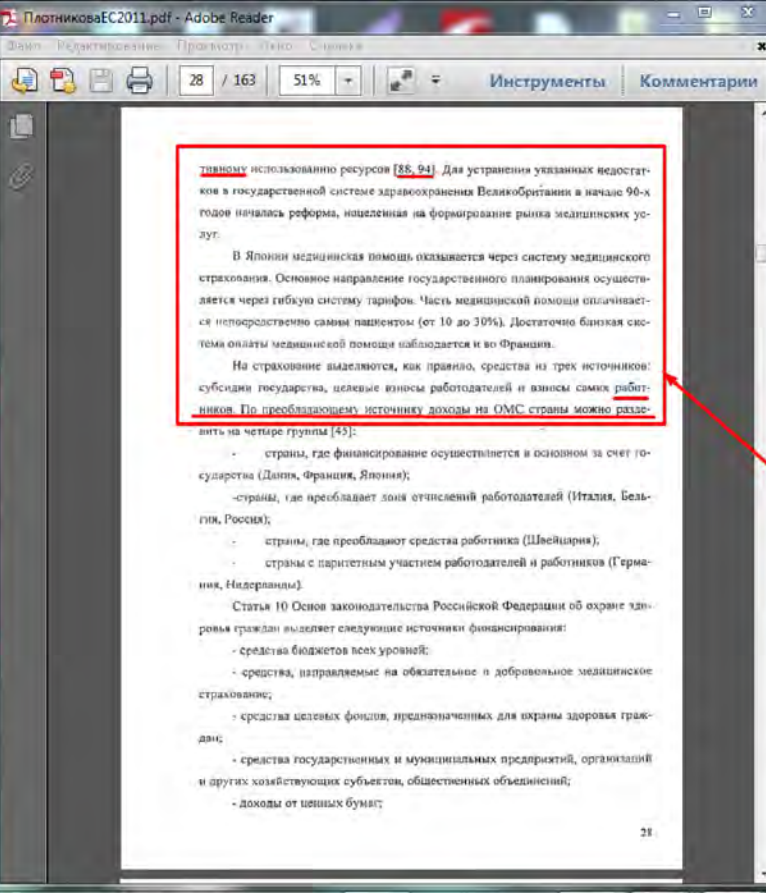 ПлотниковаЕС2011.pdf - Adobe Reader
Файл Редактирование Просмотр Окно Справка
28 / 163 51% Инструменты Комментарии
тивному использованию ресурсов [88, 94]. Для устранения указанных недостат-
ков в государственной системе здравоохранения Великобритании в начале 90-х
годов началась реформа, нацеленная на формирование рынка медицинских ус-
луг.
В Японии медицинская помощь оказывается через систему медицинского
страхования. Основное направление государственного планирования осуществ-
ляется через гибкую систему тарифов. Часть медицинской помощи оплачивает-
ся непосредственно самим пациентом (от 10 до 30%). Достаточно близкая сис-
тема оплаты медицинской помощи наблюдается и во Франции.
На страхование выделяются, как правило, средства из трех источников:
субсидии государства, целевые взносы работодателей и взносы самих работ-
ников. По преобладающему источнику доходы на ОМС страны можно разде-
лить на четыре группы [45]:
- страны, где финансирование осуществляется в основном за счет го-
сударства (Дания, Франция, Япония);
-страны, где преобладает доля отчислений работодателей (Италия, Бель-
гия, Россия);
- страны, где преобладают средства работника (Швейцария);
- страны с паритетным участием работодателей и работников (Герма-
ния, Нидерланды).
Статья 10 Основ законодательства Российской Федерации об охране здо-
ровья граждан выделяет следующие источники финансирования:
- средства бюджетов всех уровней;
- средства, направляемые на обязательное и добровольное медицинское
страхование;
- средства целевых фондов, предназначенных для охраны здоровья граж-
дан;
- средства государственных и муниципальных предприятий, организаций
и других хозяйствующих субъектов, общественных объединений;
- доходы от ценных бумаг;
28